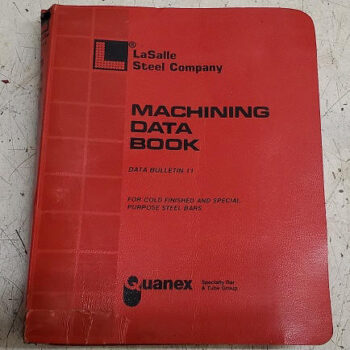 LaSalle
Steel Company
MACHINING
DATA
BOOK
DATA BULLETIN 11
FOR COLD FINISHED AND SPECIAL
PURPOSE STEEL BARS
Quanex
Specialty Bar
& Tube Group